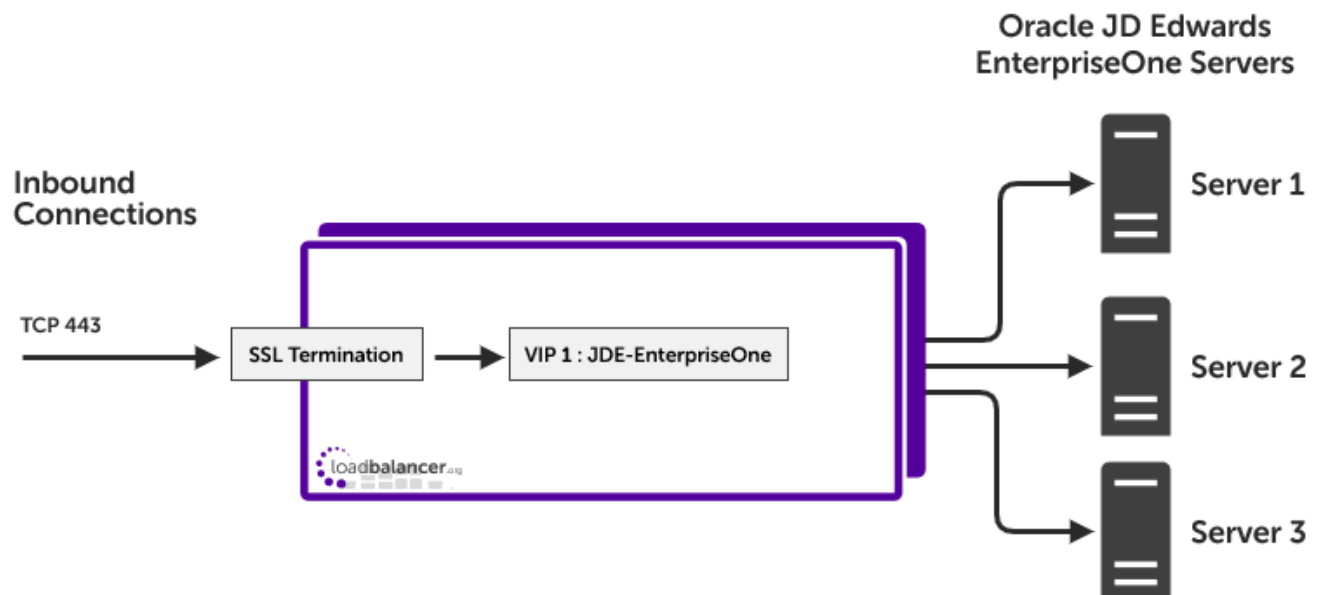 Oracle JD Edwards
EnterpriseOne Servers
Inbound
Connections
Server 1
TCP 443
SSL Termination
VIP 1 : JDE-EnterpriseOne
Server 2
loadbalancer.org
Server 3